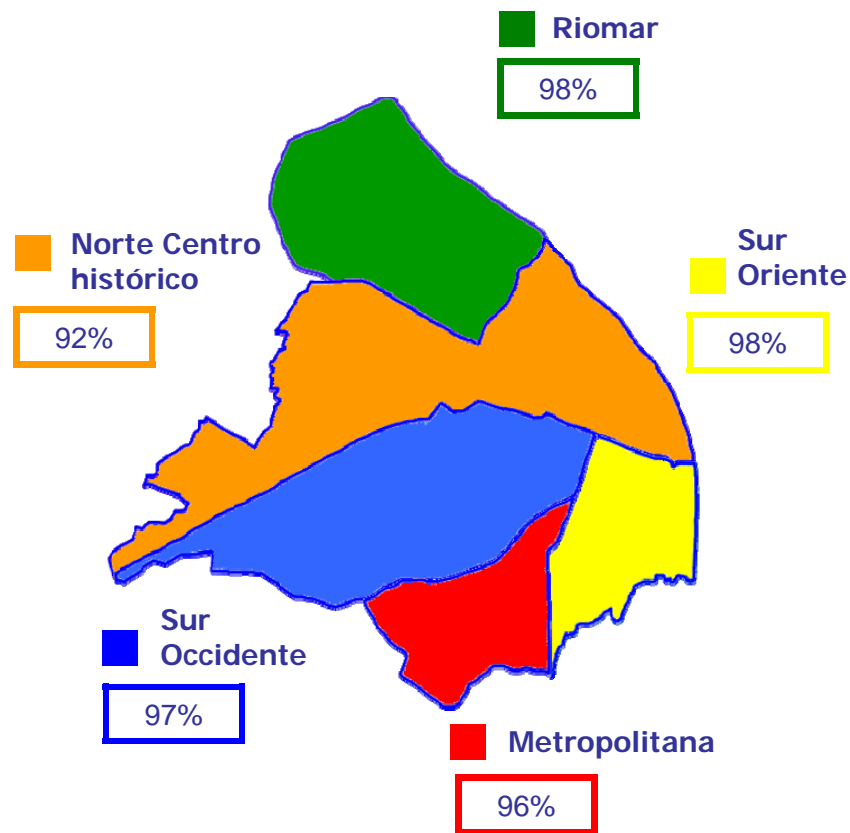 Riomar
98%
Norte Centro
histórico
92%
Sur
Oriente
98%
Sur
Occidente
97%
Metropolitana
96%